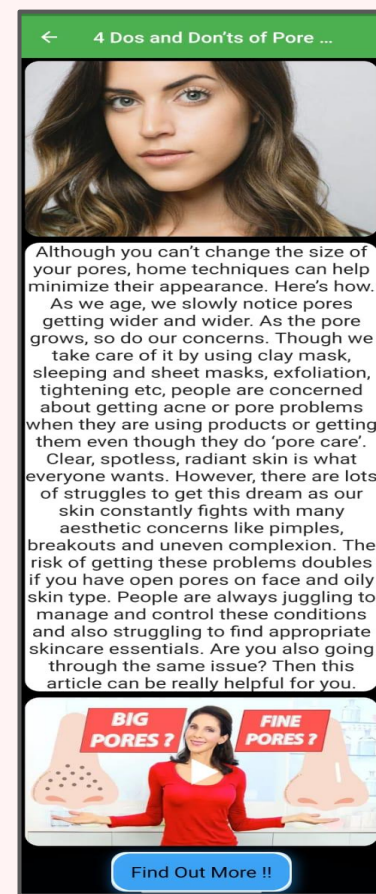 4 Dos and Don'ts of Pore ...
Although you can't change the size of
your pores, home techniques can help
minimize their appearance. Here's how.
As we age, we slowly notice pores
getting wider and wider. As the pore
grows, so do our concerns. Though we
take care of it by using clay mask,
sleeping and sheet masks, exfoliation,
tightening etc, people are concerned
about getting acne or pore problems
when they are using products or getting
them even though they do 'pore care'.
Clear, spotless, radiant skin is what
everyone wants. However, there are lots
of struggles to get this dream as our
skin constantly fights with many
aesthetic concerns like pimples,
breakouts and uneven complexion. The
risk of getting these problems doubles
if you have open pores on face and oily
skin type. People are always juggling to
manage and control these conditions
and also struggling to find appropriate
skincare essentials. Are you also going
through the same issue? Then this
article can be really helpful for you.
BIG
PORES ?
FINE
PORES ?
Find Out More !!